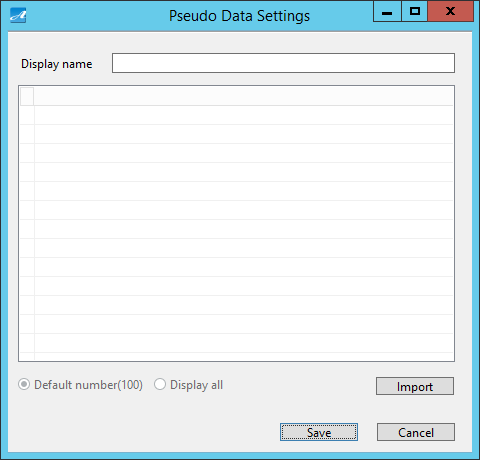 Pseudo Data Settings
Display name
Default number(100) Display all
Import
Save Cancel